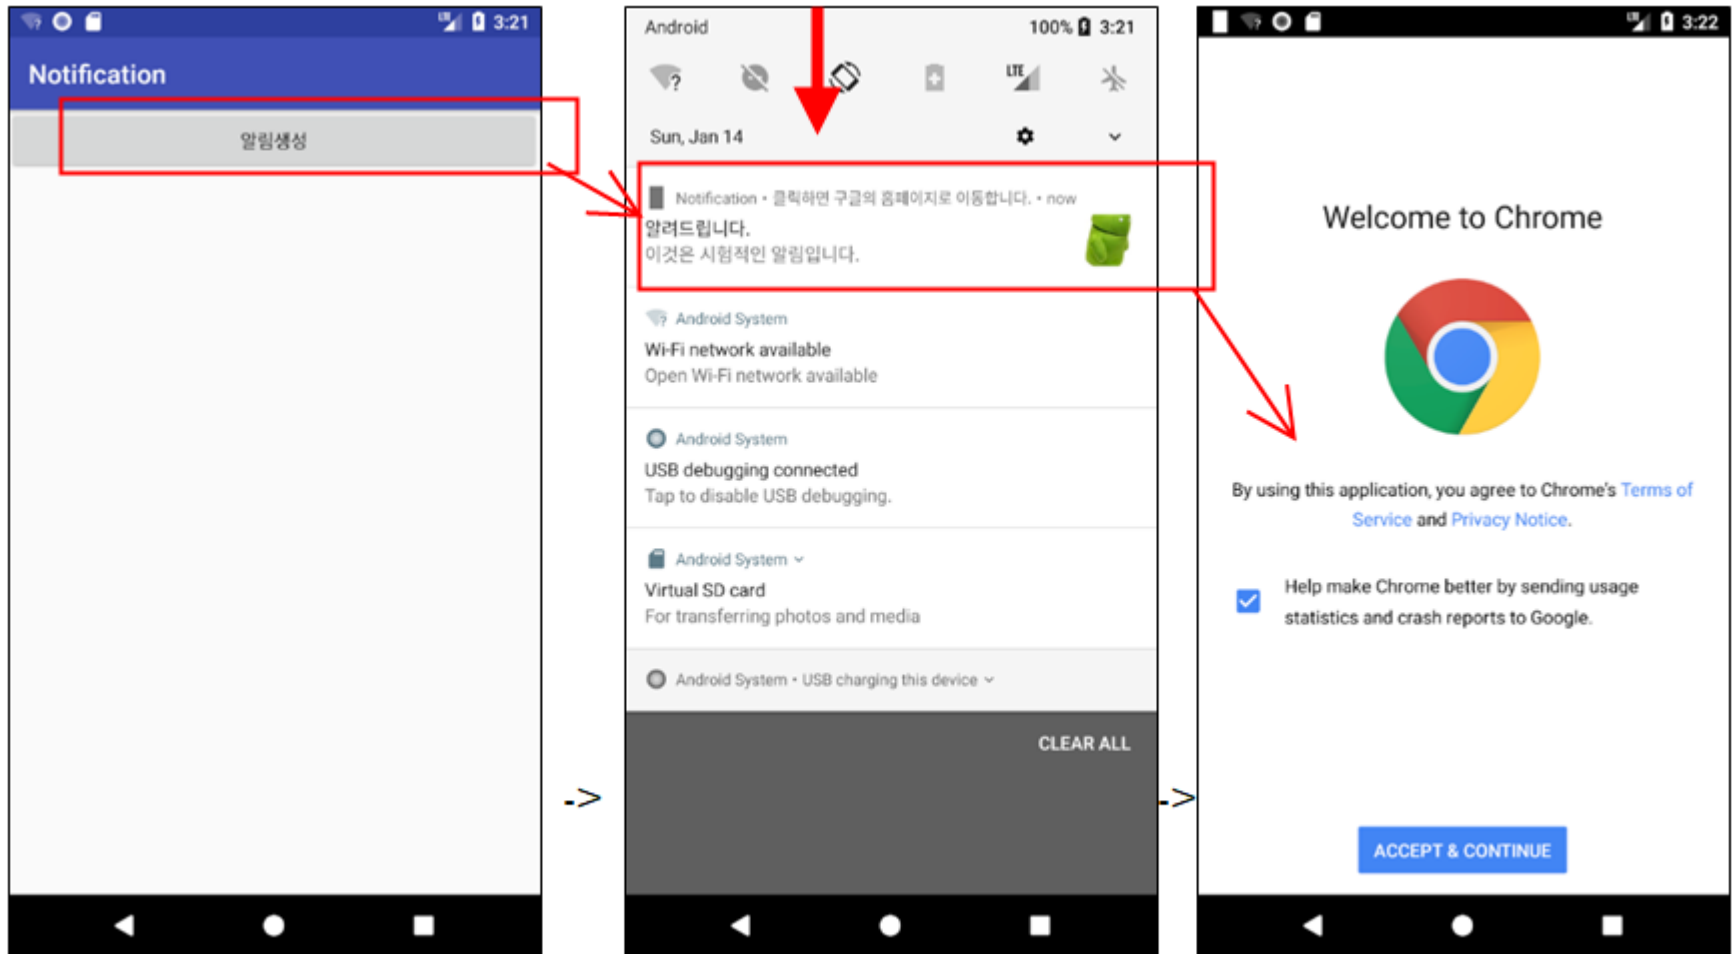 LTE 3:21
Notification
알림생성
->
Android 100% 3:21
? LTE
Sun, Jan 14
Notification • 클릭하면 구글의 홈페이지로 이동합니다. • now
알려드립니다.
이것은 시험적인 알림입니다.
Android System
Wi-Fi network available
Open Wi-Fi network available
Android System
USB debugging connected
Tap to disable USB debugging.
Android System
Virtual SD card
For transferring photos and media
Android System • USB charging this device
CLEAR ALL
->
LTE 3:22
Welcome to Chrome
By using this application, you agree to Chrome's Terms of
Service and Privacy Notice.
Help make Chrome better by sending usage
statistics and crash reports to Google.
ACCEPT & CONTINUE